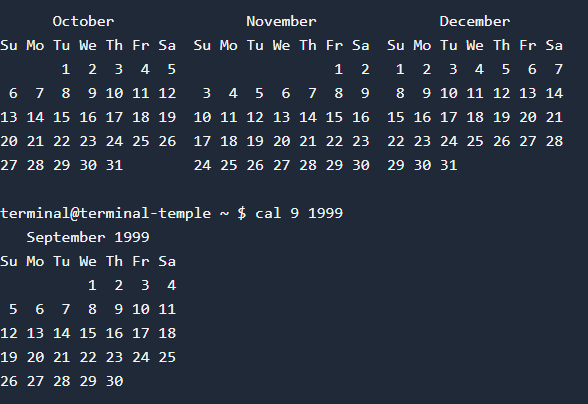 October               November              December
Su Mo Tu We Th Fr Sa  Su Mo Tu We Th Fr Sa  Su Mo Tu We Th Fr Sa
       1  2  3  4  5                  1  2   1  2  3  4  5  6  7
 6  7  8  9 10 11 12   3  4  5  6  7  8  9   8  9 10 11 12 13 14
13 14 15 16 17 18 19  10 11 12 13 14 15 16  15 16 17 18 19 20 21
20 21 22 23 24 25 26  17 18 19 20 21 22 23  22 23 24 25 26 27 28
27 28 29 30 31        24 25 26 27 28 29 30  29 30 31

terminal@terminal-temple ~ $ cal 9 1999
   September 1999
Su Mo Tu We Th Fr Sa
          1  2  3  4
 5  6  7  8  9 10 11
12 13 14 15 16 17 18
19 20 21 22 23 24 25
26 27 28 29 30